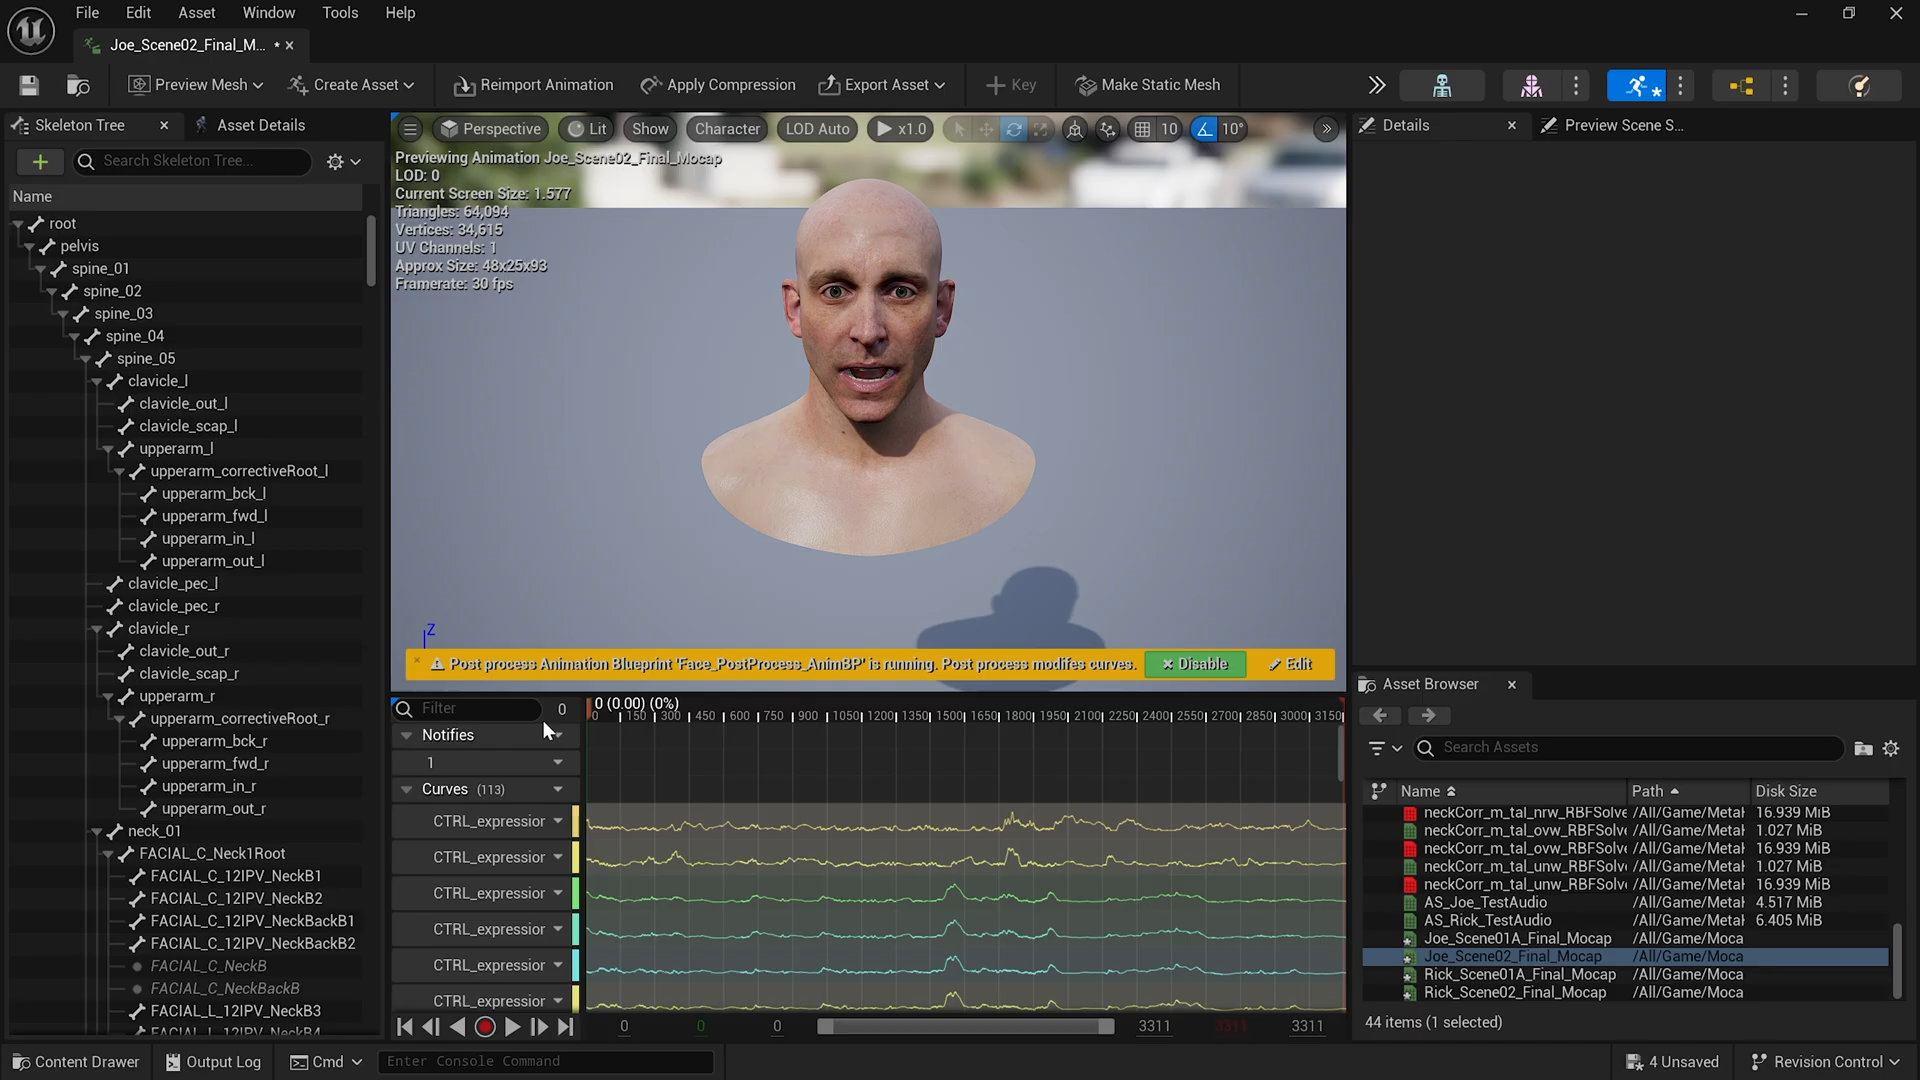 File Edit Asset Window Tools Help
Joe_Scene02_Final_M... •
Preview Mesh Create Asset Reimport Animation Apply Compression Export Asset Key Make Static Mesh
Skeleton Tree Asset Details
Search Skeleton Tree...
Name
root
pelvis
spine_01
spine_02
spine_03
spine_04
spine_05
clavicle_l
clavicle_out_l
clavicle_scap_l
upperarm_l
upperarm_correctiveRoot_l
upperarm_bck_l
upperarm_fwd_l
upperarm_in_l
upperarm_out_l
clavicle_pec_l
clavicle_pec_r
clavicle_r
clavicle_out_r
clavicle_scap_r
upperarm_r
upperarm_correctiveRoot_r
upperarm_bck_r
upperarm_fwd_r
upperarm_in_r
upperarm_out_r
neck_01
FACIAL_C_Neck1Root
FACIAL_C_12IPV_NeckB1
FACIAL_C_12IPV_NeckB2
FACIAL_C_12IPV_NeckBackB1
FACIAL_C_12IPV_NeckBackB2
FACIAL_C_NeckB
FACIAL_C_NeckBackB
FACIAL_L_12IPV_NeckB3
FACIAL_L_12IPV_NeckB4
Perspective Lit Show Character LOD Auto x1.0 10 10°
Previewing Animation Joe_Scene02_Final_Mocap
LOD: 0
Current Screen Size: 1.577
Triangles: 64,094
Vertices: 34,615
UV Channels: 1
Approx Size: 48x25x93
Framerate: 30 fps
Z
Post process Animation Blueprint 'Face_PostProcess_AnimBP' is running. Post process modifes curves. Disable Edit
Filter 0 0 (0.00) (0%)
0 150 300 450 600 750 900 1050 1200 1350 1500 1650 1800 1950 2100 2250 2400 2550 2700 2850 3000 3150
Notifies
1
Curves (113)
CTRL_expression
CTRL_expression
CTRL_expression
CTRL_expression
CTRL_expression
CTRL_expression
0 0 0 3311 3311 3311
Details Preview Scene S...
Asset Browser
Search Assets
Name Path Disk Size
neckCorr_m_tal_nrw_RBFSolve /All/Game/Metal 16.939 MiB
neckCorr_m_tal_ovw_RBFSolve /All/Game/Metal 1.027 MiB
neckCorr_m_tal_ovw_RBFSolve /All/Game/Metal 16.939 MiB
neckCorr_m_tal_unw_RBFSolve /All/Game/Metal 1.027 MiB
neckCorr_m_tal_unw_RBFSolve /All/Game/Metal 16.939 MiB
AS_Joe_TestAudio /All/Game/Metal 4.517 MiB
AS_Rick_TestAudio /All/Game/Metal 6.405 MiB
Joe_Scene01A_Final_Mocap /All/Game/Moca
Joe_Scene02_Final_Mocap /All/Game/Moca
Rick_Scene01A_Final_Mocap /All/Game/Moca
Rick_Scene02_Final_Mocap /All/Game/Moca
44 items (1 selected)
Content Drawer Output Log Cmd Enter Console Command 4 Unsaved Revision Control